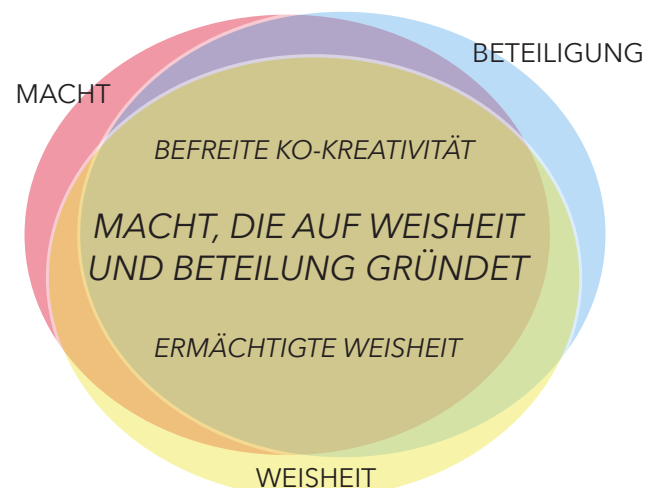 BETEILIGUNG
MACHT
BEFREITE KO-KREATIVITÄT
MACHT, DIE AUF WEISHEIT
UND BETEILUNG GRÜNDET
ERMÄCHTIGTE WEISHEIT
WEISHEIT